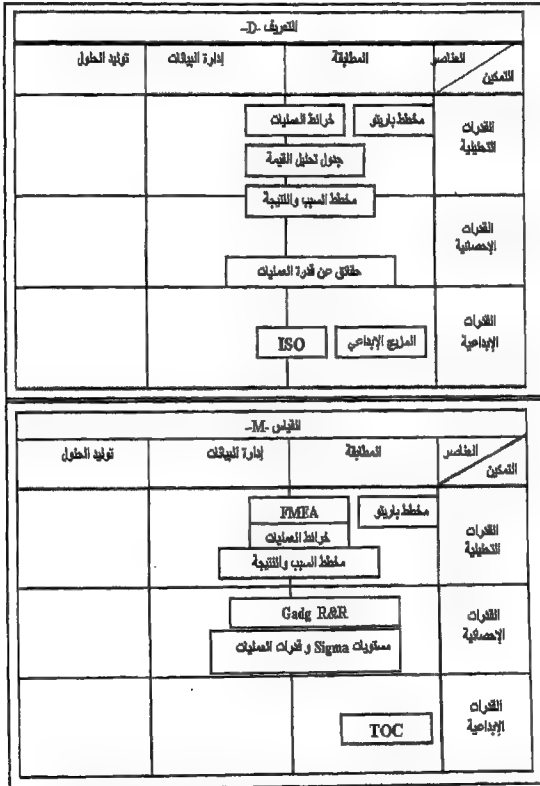 التعريف -D-
العناصر
التمكين
المطابقة
إدارة البيانات
توليد الحلول
القدرات
التحليلية
مخطط باريتو
خرائط العمليات
جدول تحليل القيمة
مخطط السبب والنتيجة
القدرات
الإحصائية
حقائق عن قدرة العمليات
القدرات
الإبداعية
المزيج الإبداعي
ISO
القياس -M-
العناصر
التمكين
المطابقة
إدارة البيانات
توليد الحلول
القدرات
التحليلية
مخطط باريتو
FMEA
خرائط العمليات
مخطط السبب والنتيجة
القدرات
الإحصائية
Gadg R&R
مستويات Sigma و قدرات العمليات
القدرات
الإبداعية
TOC